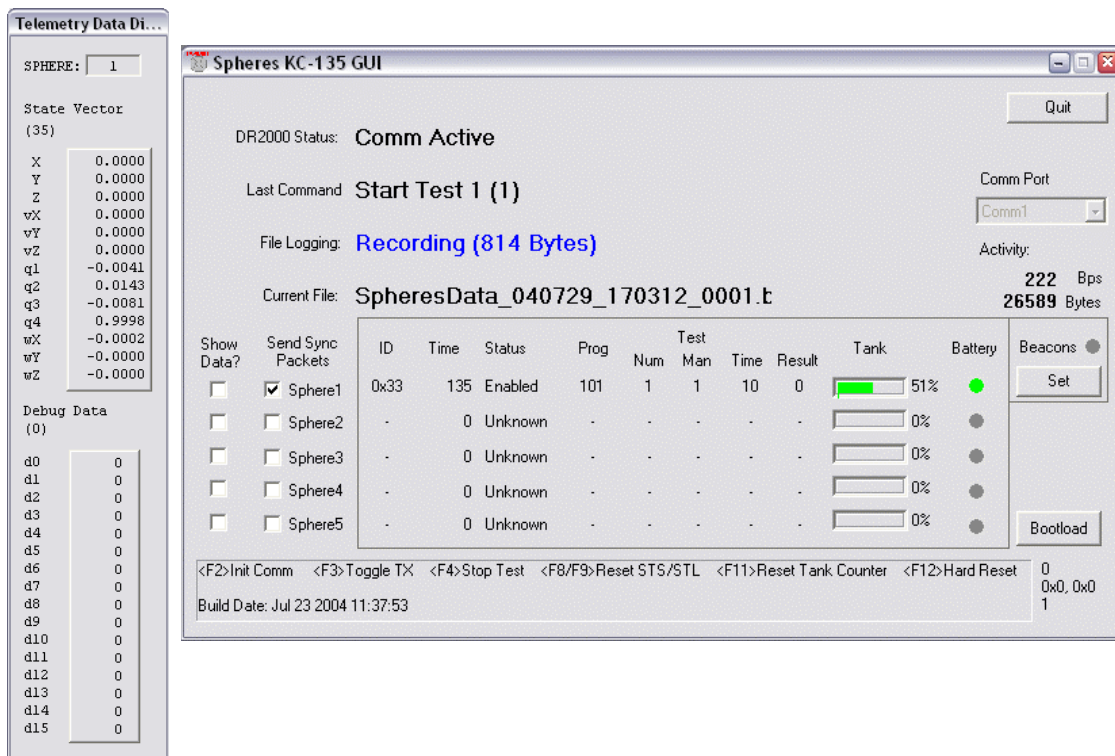 Telemetry Data Di...
SPHERE: 1
State Vector
(35)
X 0.0000
Y 0.0000
Z 0.0000
vX 0.0000
vY 0.0000
vZ 0.0000
q1 -0.0041
q2 0.0143
q3 -0.0081
q4 0.9998
wX -0.0002
wY -0.0000
wZ -0.0000
Debug Data
(0)
d0 0
d1 0
d2 0
d3 0
d4 0
d5 0
d6 0
d7 0
d8 0
d9 0
d10 0
d11 0
d12 0
d13 0
d14 0
d15 0
Spheres KC-135 GUI
Quit
DR2000 Status: Comm Active
Last Command Start Test 1 (1)
File Logging: Recording (814 Bytes)
Current File: SpheresData_040729_170312_0001.b
Comm Port
Comm1
Activity:
222 Bps
26589 Bytes
Show Data? Send Sync Packets ID Time Status Prog Test Num Man Time Result Tank Battery
Sphere1 0x33 135 Enabled 101 1 1 10 0 51%
Sphere2 - 0 Unknown - - - - - 0%
Sphere3 - 0 Unknown - - - - - 0%
Sphere4 - 0 Unknown - - - - - 0%
Sphere5 - 0 Unknown - - - - - 0%
Beacons
Set
Bootload
<F2>Init Comm <F3>Toggle TX <F4>Stop Test <F8/F9>Reset STS/STL <F11>Reset Tank Counter <F12>Hard Reset
Build Date: Jul 23 2004 11:37:53
0
0x0, 0x0
1